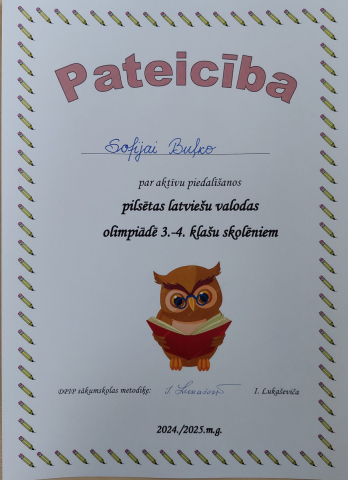 Pateicība
Sofijai Buļko
par aktīvu piedalīšanos
pilsētas latviešu valodas
olimpiādē 3.-4. klašu skolēniem
DPIP sākumskolas metodiķe:
I. Lukaševiča
2024./2025.m.g.